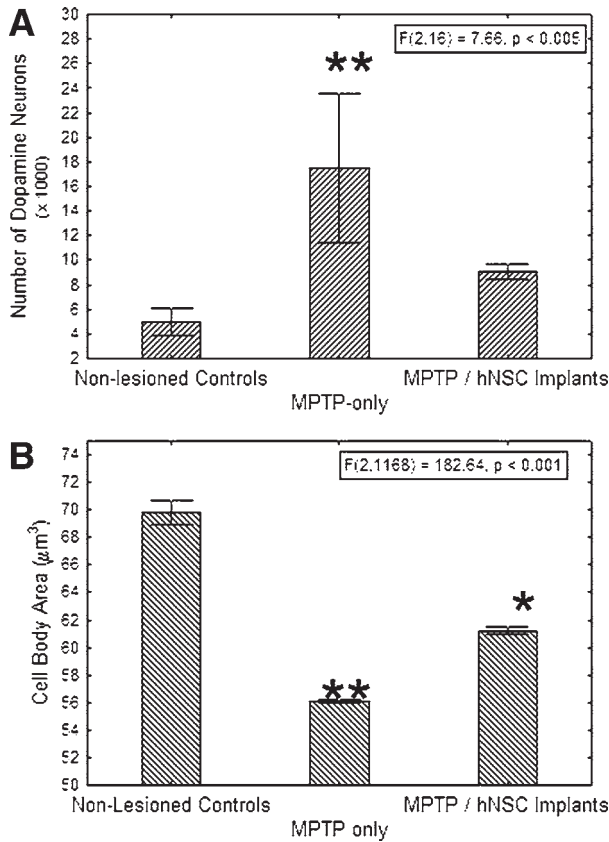 A
F(2,16) = 7.66, p < 0.005
**
Number of Dopamine Neurons
(x 1000)
30
28
26
24
22
20
18
16
14
12
10
8
6
4
2
Non-lesioned Controls
MPTP-only
MPTP / hNSC Implants
B
F(2,1168) = 182.64, p < 0.001
*
**
Cell Body Area (μm³)
74
72
70
68
66
64
62
60
58
56
54
52
50
Non-Lesioned Controls
MPTP only
MPTP / hNSC Implants